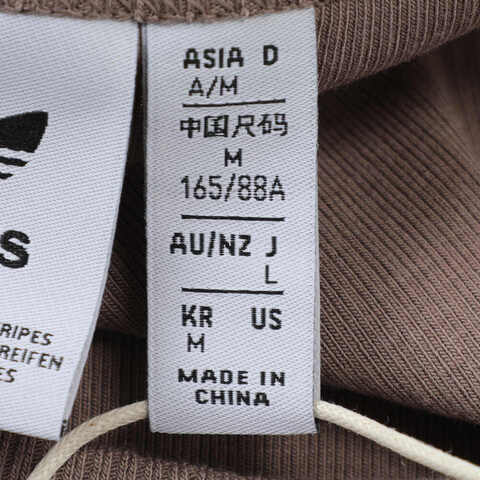 ASIA D
A/M
中国尺码
M
165/88A
AU/NZ J
L
KR US
M
MADE IN
CHINA
S
RIPES
REIFEN
ES